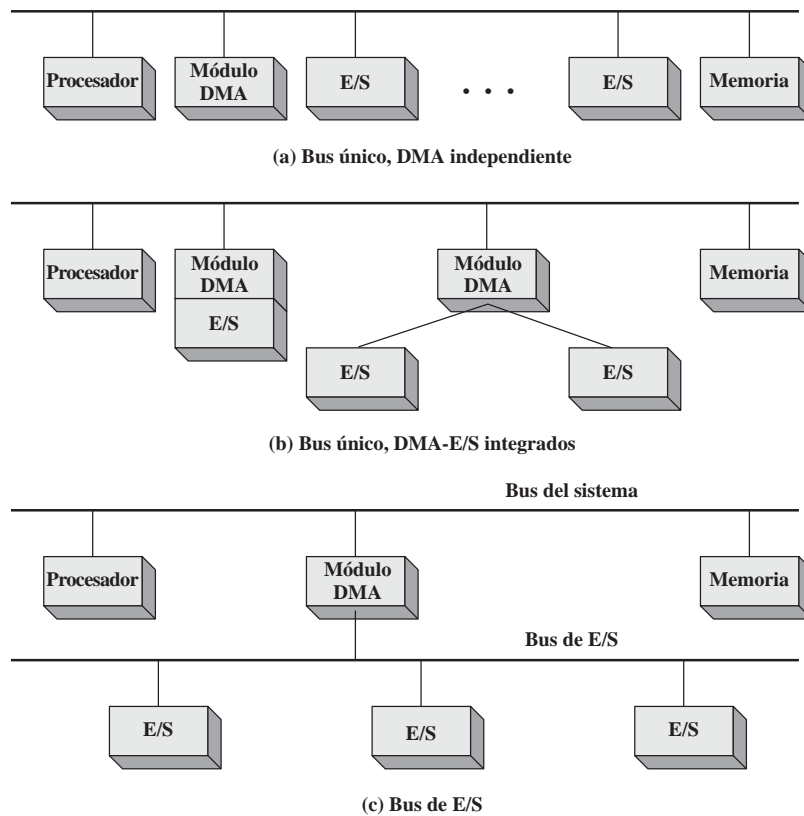 Procesador
Módulo
DMA
E/S
. . .
E/S
Memoria
(a) Bus único, DMA independiente
Procesador
Módulo
DMA
E/S
Módulo
DMA
Memoria
E/S
E/S
(b) Bus único, DMA-E/S integrados
Bus del sistema
Procesador
Módulo
DMA
Memoria
Bus de E/S
E/S
E/S
E/S
(c) Bus de E/S